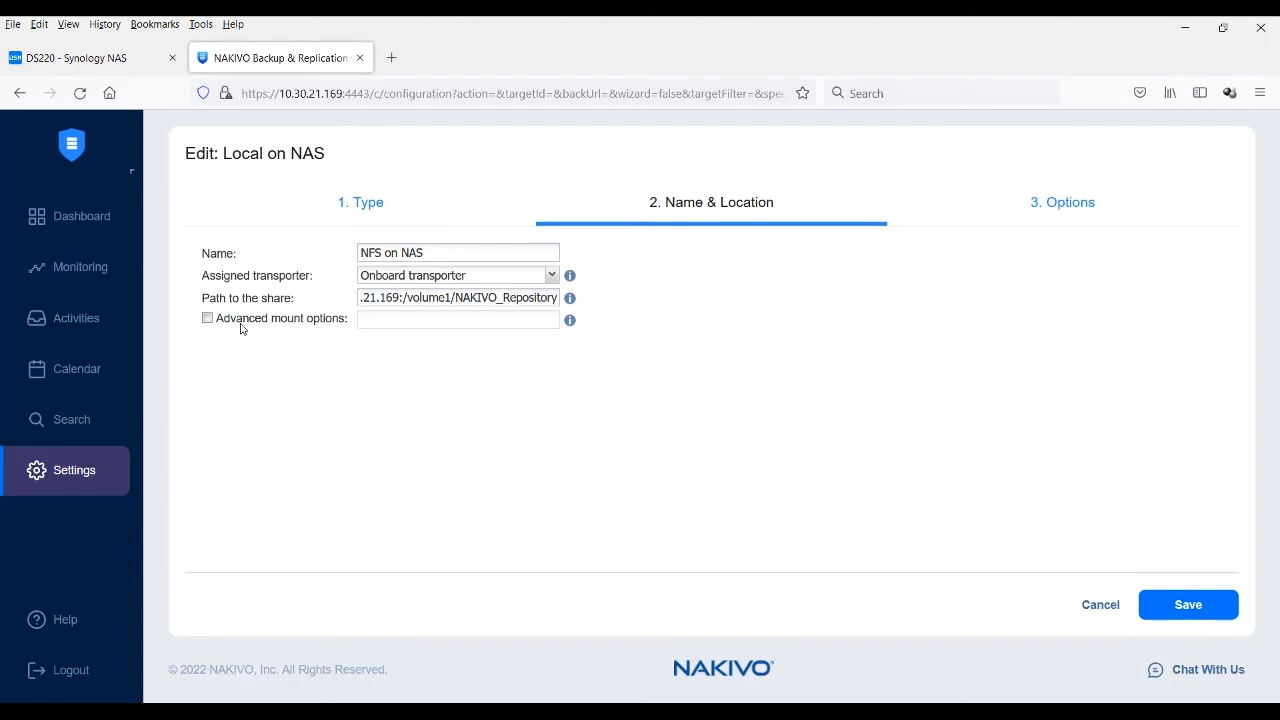 File Edit View History Bookmarks Tools Help
DS220 - Synology NAS
NAKIVO Backup & Replication
https://10.30.21.169:4443/c/configuration?action=&targetId=&backUrl=&wizard=false&targetFilter=&spec
Search
Edit: Local on NAS
1. Type
2. Name & Location
3. Options
Dashboard
Monitoring
Activities
Calendar
Search
Settings
Help
Logout
Name: NFS on NAS
Assigned transporter: Onboard transporter
Path to the share: .21.169:/volume1/NAKIVO_Repository
Advanced mount options:
Cancel
Save
© 2022 NAKIVO, Inc. All Rights Reserved.
NAKIVO®
Chat With Us